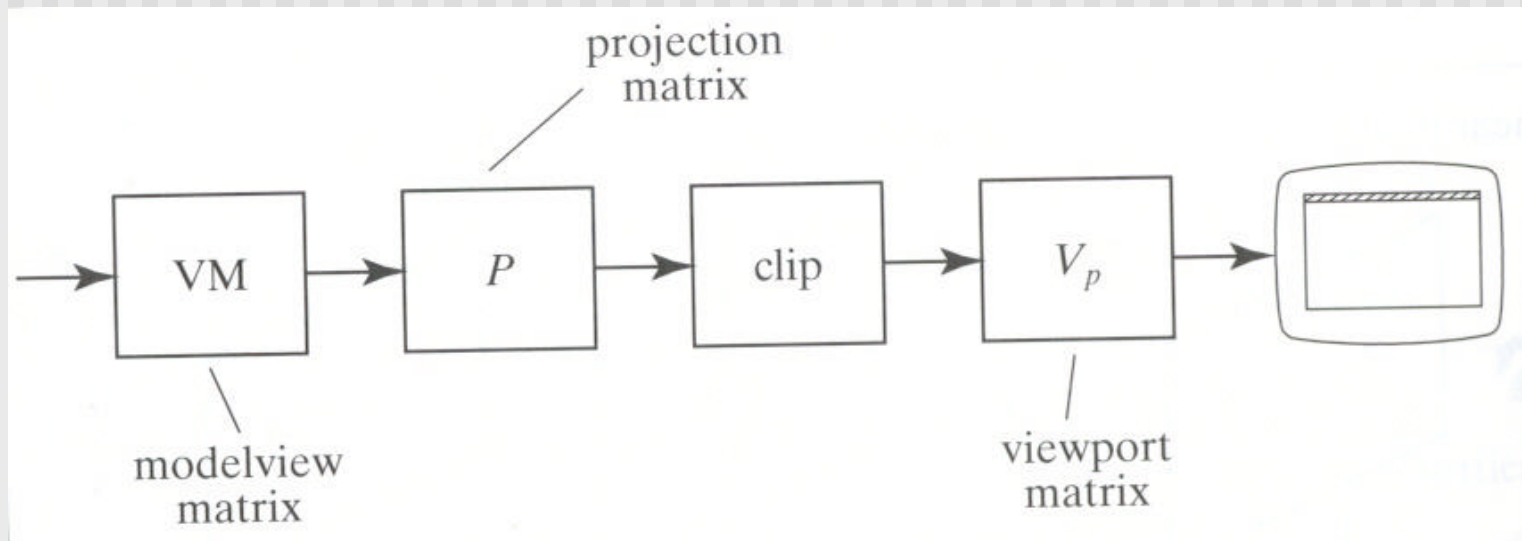 projection
matrix
VM
P
clip
Vp
modelview
matrix
viewport
matrix